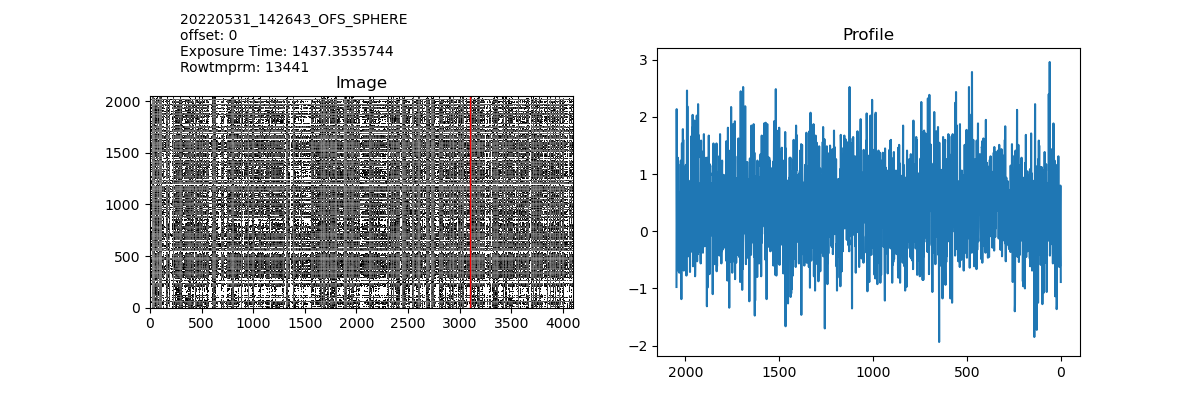 20220531_142643_OFS_SPHERE
offset: 0
Exposure Time: 1437.3535744
Rowtmprm: 13441
Image
2000
1500
1000
500
0
0 500 1000 1500 2000 2500 3000 3500 4000
Profile
3
2
1
0
−1
−2
2000 1500 1000 500 0